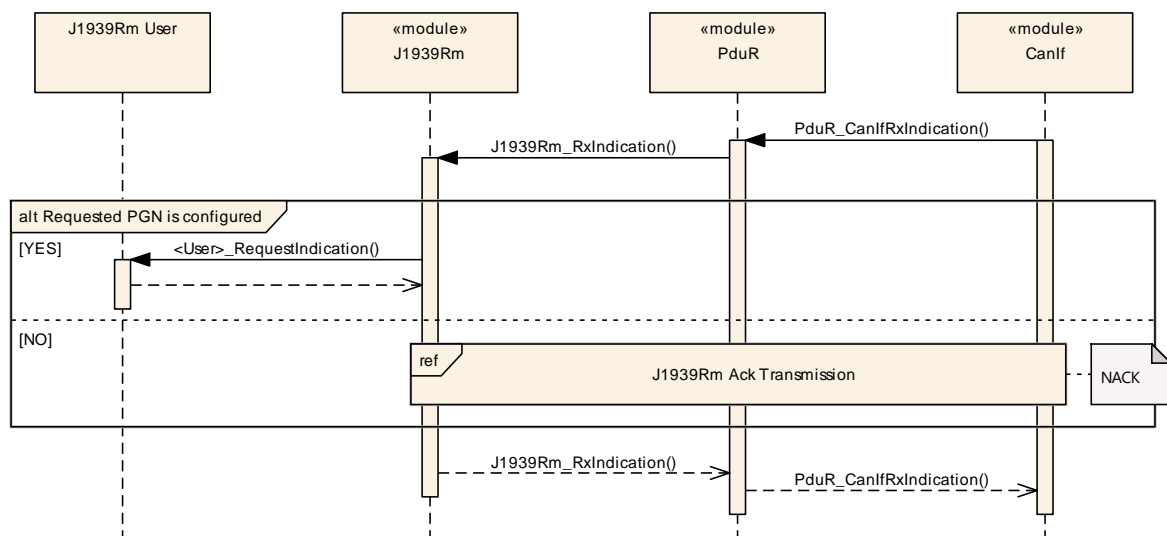 J1939Rm User
«module»
J1939Rm
«module»
PduR
«module»
CanIf
PduR_CanIfRxIndication()
J1939Rm_RxIndication()
alt Requested PGN is configured
[YES]
<User>_RequestIndication()
[NO]
ref
J1939Rm Ack Transmission
NACK
J1939Rm_RxIndication()
PduR_CanIfRxIndication()